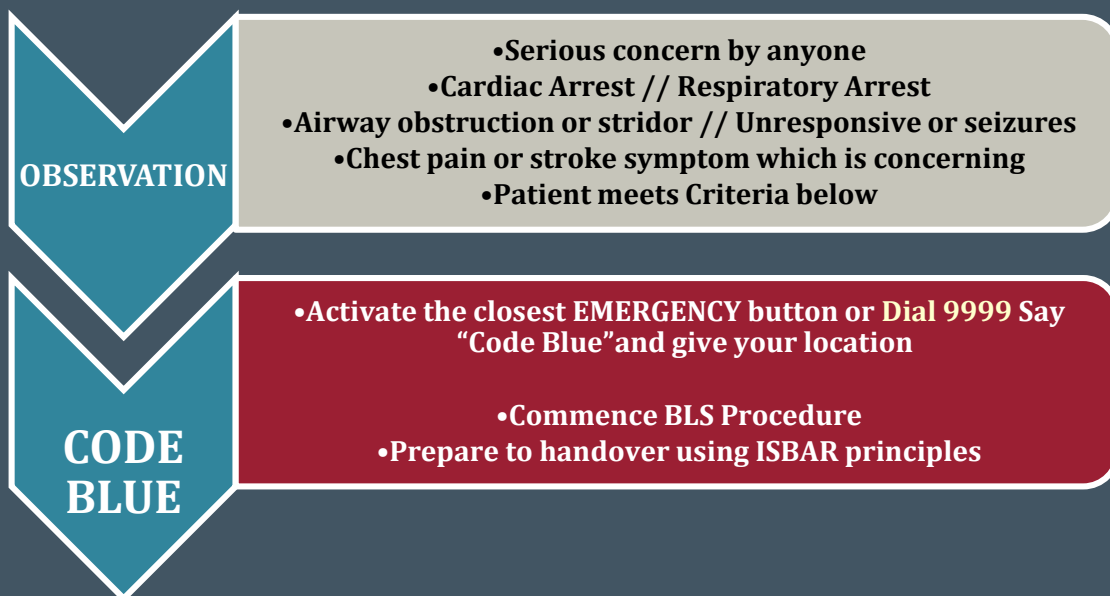 OBSERVATION
•Serious concern by anyone
•Cardiac Arrest // Respiratory Arrest
•Airway obstruction or stridor // Unresponsive or seizures
•Chest pain or stroke symptom which is concerning
•Patient meets Criteria below
CODE
BLUE
•Activate the closest EMERGENCY button or Dial 9999 Say
“Code Blue”and give your location
•Commence BLS Procedure
•Prepare to handover using ISBAR principles